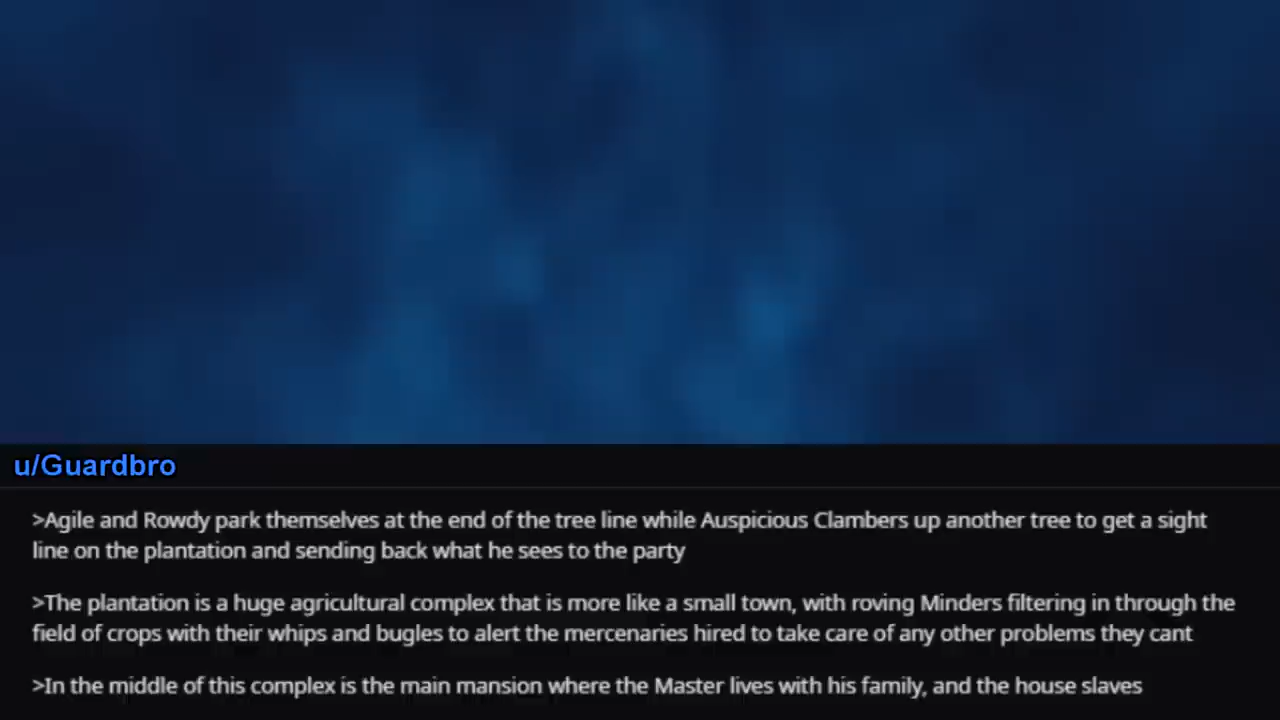 u/Guardbro
>Agile and Rowdy park themselves at the end of the tree line while Auspicious Clambers up another tree to get a sight
line on the plantation and sending back what he sees to the party
>The plantation is a huge agricultural complex that is more like a small town, with roving Minders filtering in through the
field of crops with their whips and bugles to alert the mercenaries hired to take care of any other problems they cant
>In the middle of this complex is the main mansion where the Master lives with his family, and the house slaves